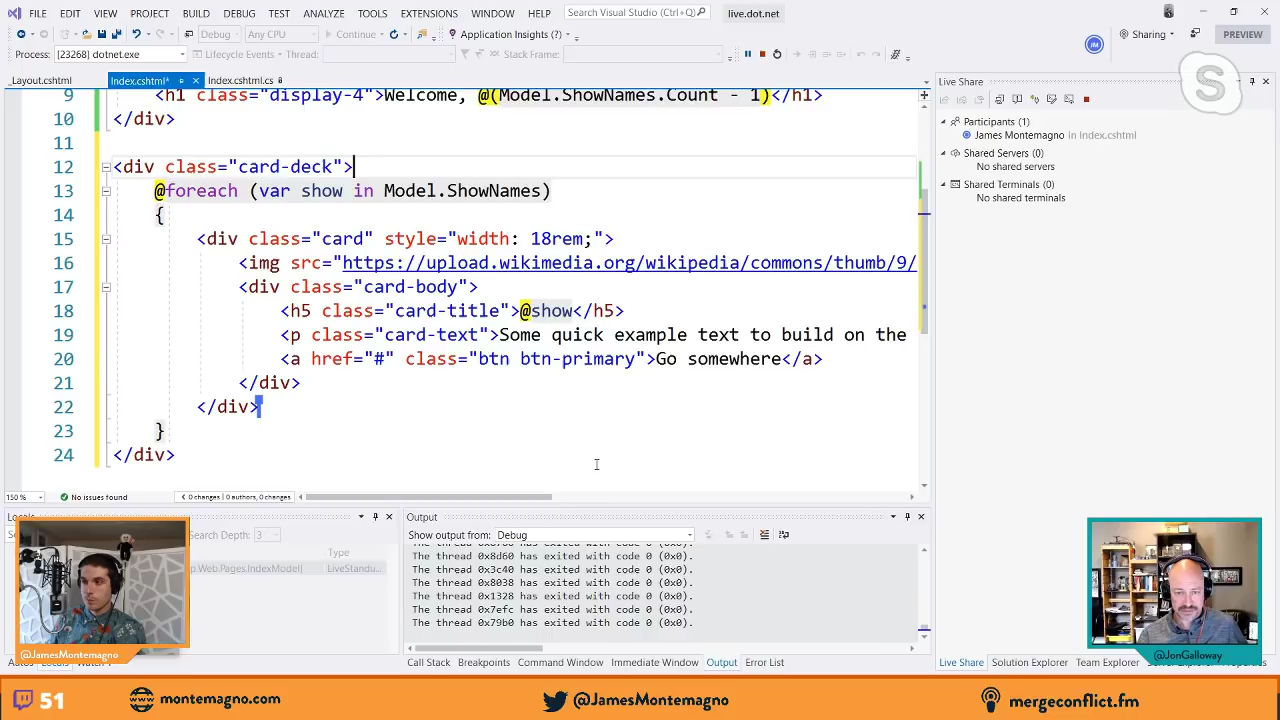 FILE EDIT VIEW PROJECT BUILD DEBUG TEST ANALYZE TOOLS EXTENSIONS WINDOW HELP Search Visual Studio (Ctrl+Q) live.dot.net
Debug Any CPU Continue Application Insights Sharing PREVIEW
Process: [23268] dotnet.exe Lifecycle Events Thread: Stack Frame:
_Layout.cshtml Index.cshtml* Index.cshtml.cs
9 <h1 class="display-4">Welcome, @(Model.ShowNames.Count - 1)</h1>
10 </div>
11
12 <div class="card-deck">
13 @foreach (var show in Model.ShowNames)
14 {
15 <div class="card" style="width: 18rem;">
16 <img src="https://upload.wikimedia.org/wikipedia/commons/thumb/9/
17 <div class="card-body">
18 <h5 class="card-title">@show</h5>
19 <p class="card-text">Some quick example text to build on the
20 <a href="#" class="btn btn-primary">Go somewhere</a>
21 </div>
22 </div>
23 }
24 </div>
150 % No issues found 0 changes | 0 authors, 0 changes
Live Share
Participants (1)
James Montemagno in Index.cshtml
Shared Servers (0)
No shared servers
Shared Terminals (0)
No shared terminals
Search Depth: 3
Type
p.Web.Pages.IndexModel} LiveStandu...
Output
Show output from: Debug
The thread 0x8d60 has exited with code 0 (0x0).
The thread 0x3c40 has exited with code 0 (0x0).
has exited with code 0 (0x0).
has exited with code 0 (0x0).
The thread 0x7efc has exited with code 0 (0x0).
The thread 0x79b0 has exited with code 0 (0x0).
Call Stack Breakpoints Command Window Immediate Window Output Error List
Live Share Solution Explorer Team Explorer
@JamesMontemagno
@JonGalloway
51 montemagno.com @JamesMontemagno mergeconflict.fm